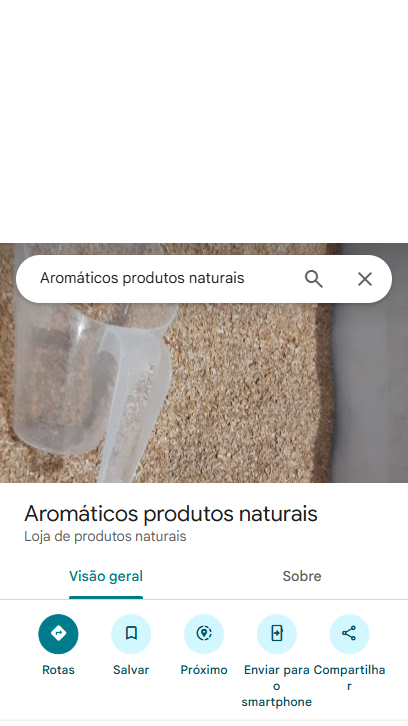 Aromáticos produtos naturais
Aromáticos produtos naturais
Loja de produtos naturais
Visão geral
Sobre
Rotas
Salvar
Próximo
Enviar para
o
smartphone
Compartilha
r